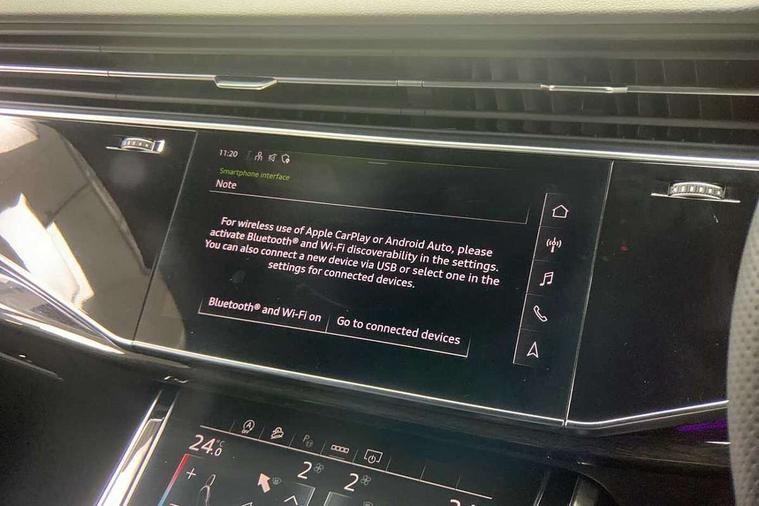 11:20
Smartphone interface
Note
For wireless use of Apple CarPlay or Android Auto, please
activate Bluetooth® and Wi-Fi discoverability in the settings.
You can also connect a new device via USB or select one in the
settings for connected devices.
Bluetooth® and Wi-Fi on
Go to connected devices
OFF
24.0 °C
2
2
+